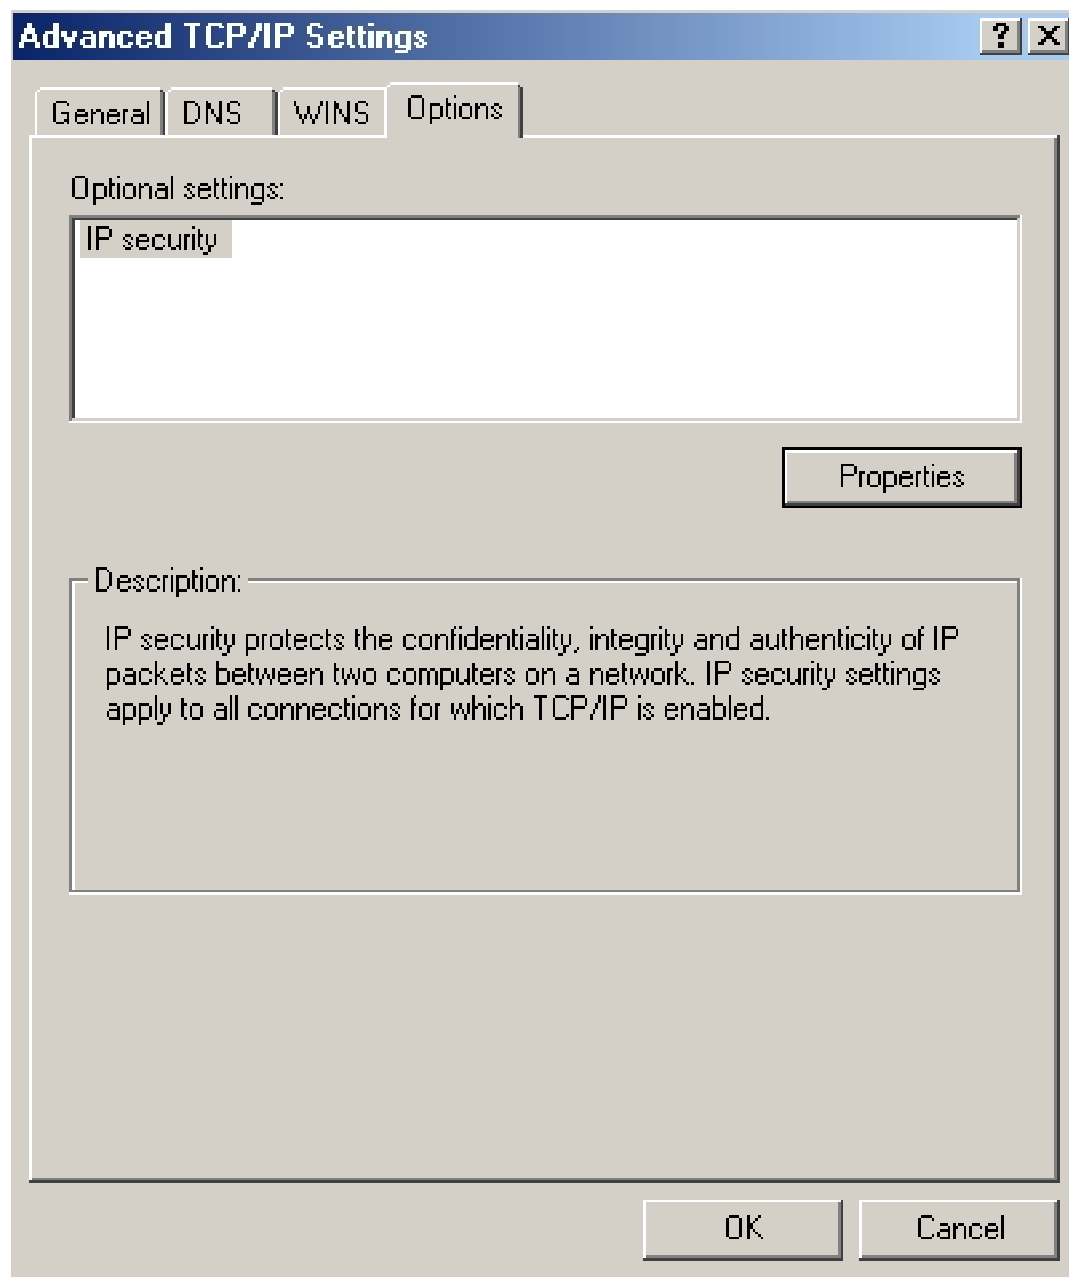 Advanced TCP/IP Settings
General DNS WINS Options
Optional settings:
IP security
Properties
Description:
IP security protects the confidentiality, integrity and authenticity of IP
packets between two computers on a network. IP security settings
apply to all connections for which TCP/IP is enabled.
OK Cancel